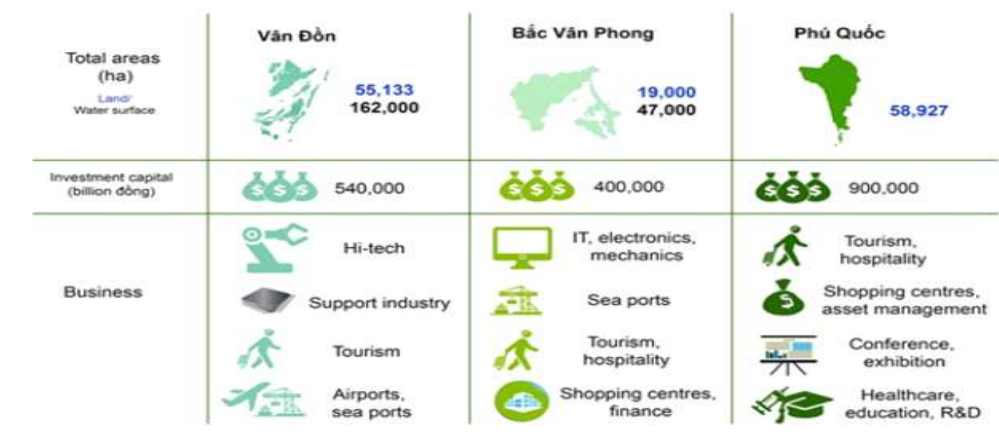 Vân Đồn
Bắc Vân Phong
Phú Quốc
Total areas
(ha)
Land/
Water surface
55,133
162,000
19,000
47,000
58,927
Investment capital
(billion đồng)
540,000
400,000
900,000
Business
Hi-tech
Support industry
Tourism
Airports,
sea ports
IT, electronics,
mechanics
Sea ports
Tourism,
hospitality
Shopping centres,
finance
Tourism,
hospitality
Shopping centres,
asset management
Conference,
exhibition
Healthcare,
education, R&D